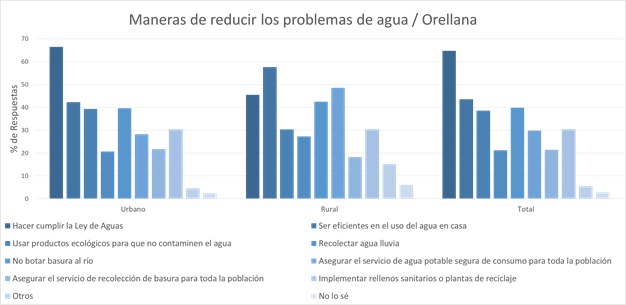 Maneras de reducir los problemas de agua / Orellana
% de Respuestas
70
60
50
40
30
20
10
0
Urbano Rural Total
Hacer cumplir la Ley de Aguas
Ser eficientes en el uso del agua en casa
Usar productos ecológicos para que no contaminen el agua
Recolectar agua lluvia
No botar basura al río
Asegurar el servicio de agua potable segura de consumo para toda la población
Asegurar el servicio de recolección de basura para toda la población
Implementar rellenos sanitarios o plantas de reciclaje
Otros
No lo sé